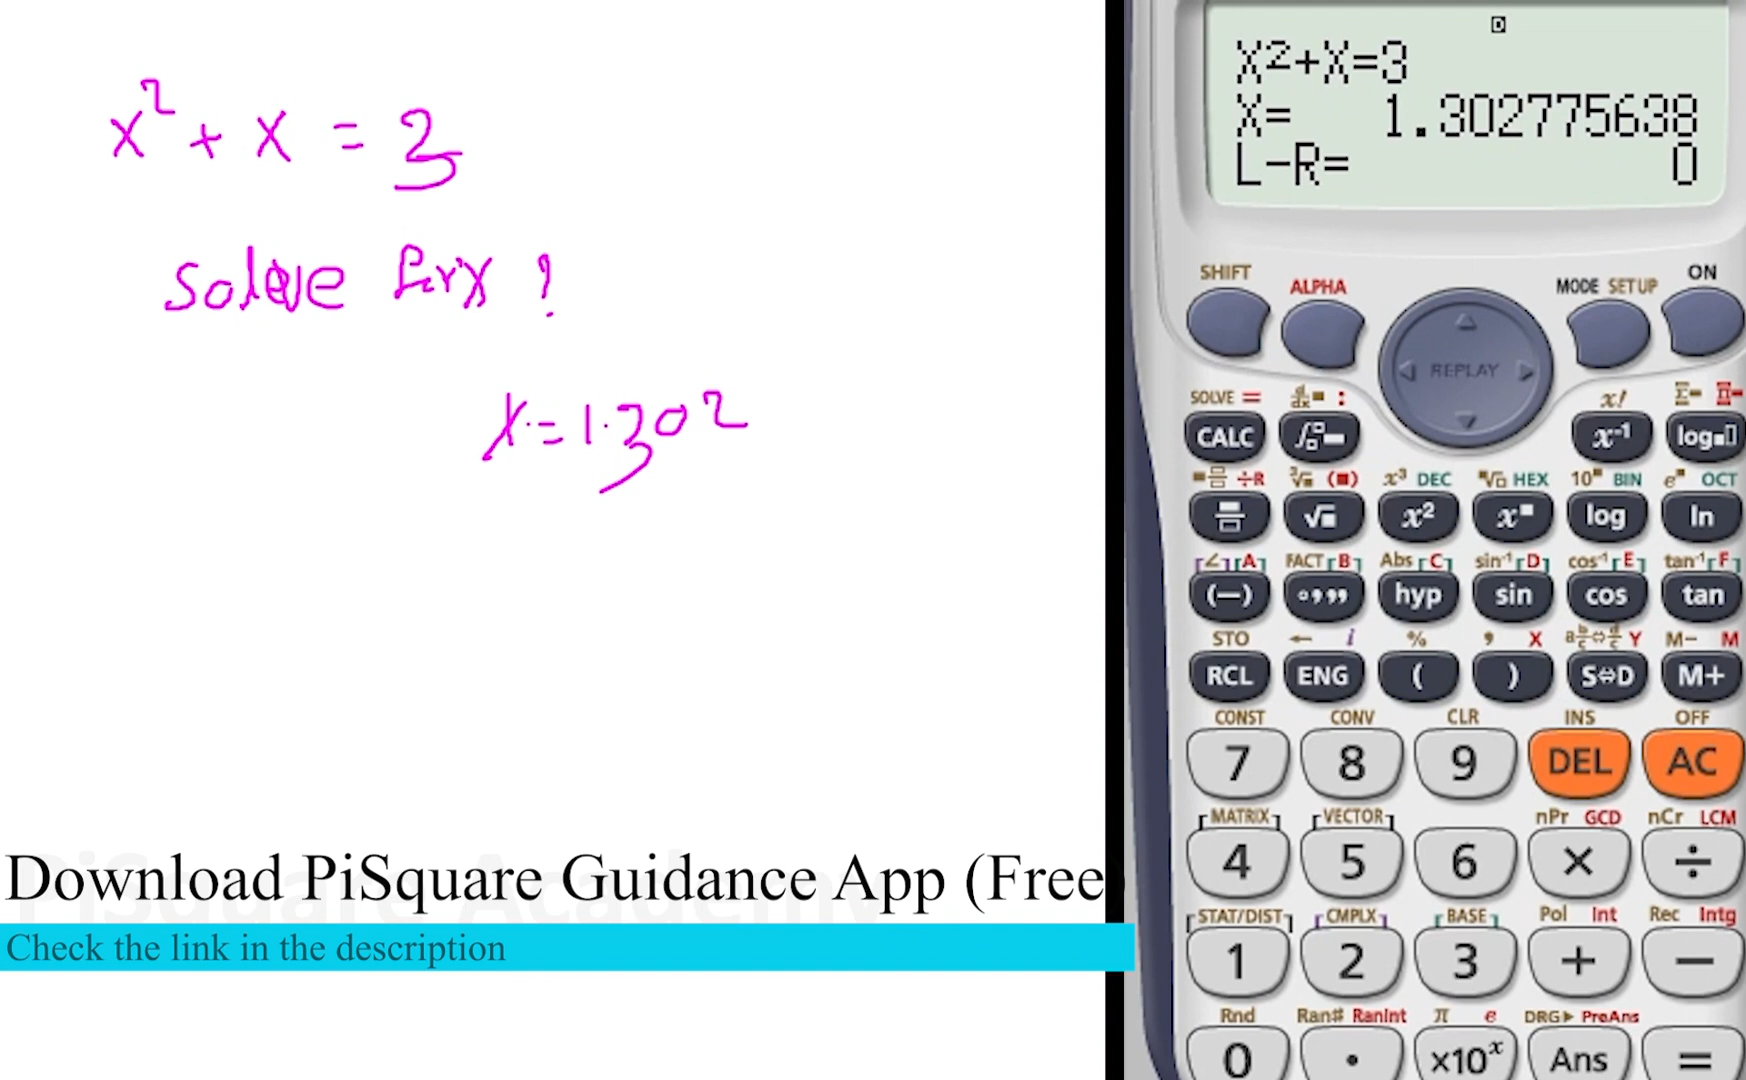 x² + x = 3
solve for x ?
x = 1.302
Download PiSquare Guidance App (Free
Check the link in the description
PiSquare Academy
D
X²+X=3
X= 1.302775638
L-R= 0
SHIFT ALPHA MODE SETUP ON
REPLAY
SOLVE = d/dx : x! Σ Π
CALC ∫ x⁻¹ log
÷R ³√ x³ DEC √ HEX 10 BIN e OCT
√ x² x log ln
∠ A FACT B Abs C sin⁻¹ D cos⁻¹ E tan⁻¹ F
(−) ° ’ ’’ hyp sin cos tan
STO ← i % , X a b/c⇔d/c Y M− M
RCL ENG ( ) S⇔D M+
CONST CONV CLR INS OFF
7 8 9 DEL AC
MATRIX VECTOR nPr GCD nCr LCM
4 5 6 × ÷
STAT/DIST CMPLX BASE Pol Int Rec Intg
1 2 3 + −
Rnd Ran# RanInt π e DRG▶ PreAns
0 . ×10ˣ Ans =